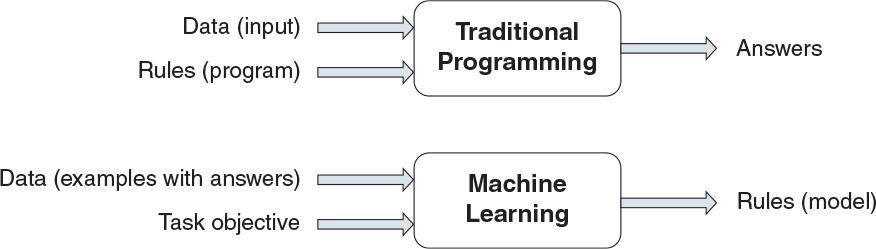 Data (input)
Rules (program)
Traditional
Programming
Answers
Data (examples with answers)
Task objective
Machine
Learning
Rules (model)